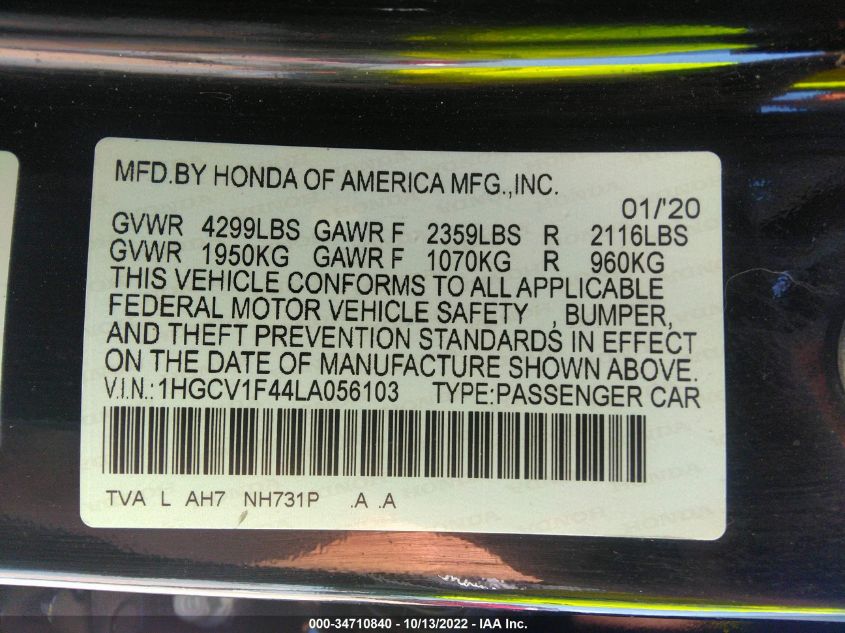 MFD.BY HONDA OF AMERICA MFG.,INC.
01/'20
GVWR 4299LBS GAWR F 2359LBS R 2116LBS
GVWR 1950KG GAWR F 1070KG R 960KG
THIS VEHICLE CONFORMS TO ALL APPLICABLE
FEDERAL MOTOR VEHICLE SAFETY , BUMPER,
AND THEFT PREVENTION STANDARDS IN EFFECT
ON THE DATE OF MANUFACTURE SHOWN ABOVE.
V.I.N.: 1HGCV1F44LA056103 TYPE:PASSENGER CAR
TVA L AH7 NH731P .A .A
000-34710840 - 10/13/2022 - IAA Inc.